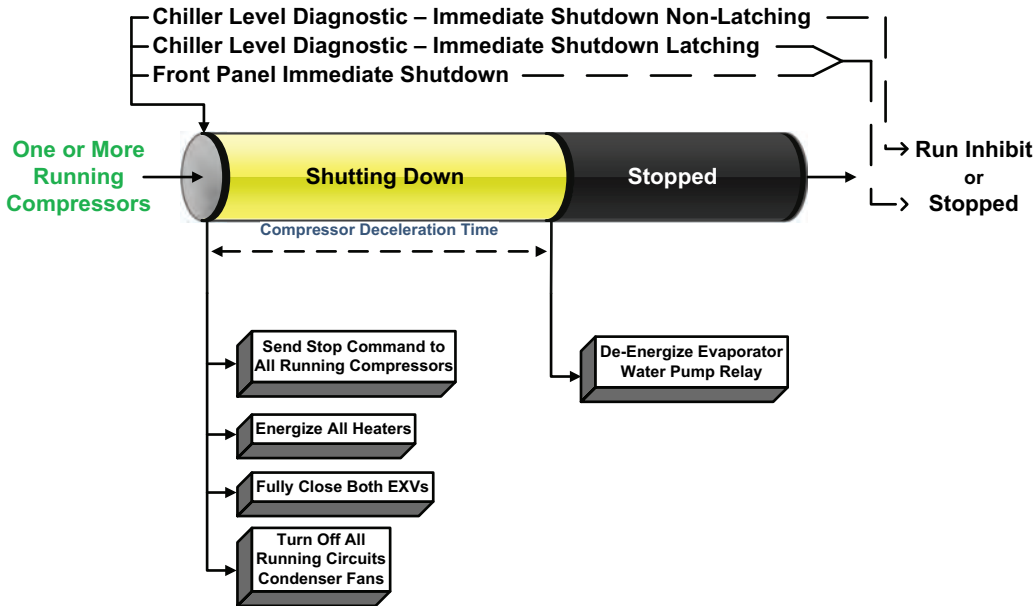 Chiller Level Diagnostic – Immediate Shutdown Non-Latching
Chiller Level Diagnostic – Immediate Shutdown Latching
Front Panel Immediate Shutdown
One or More
Running
Compressors
Shutting Down
Stopped
Run Inhibit
or
Stopped
Compressor Deceleration Time
Send Stop Command to
All Running Compressors
De-Energize Evaporator
Water Pump Relay
Energize All Heaters
Fully Close Both EXVs
Turn Off All
Running Circuits
Condenser Fans